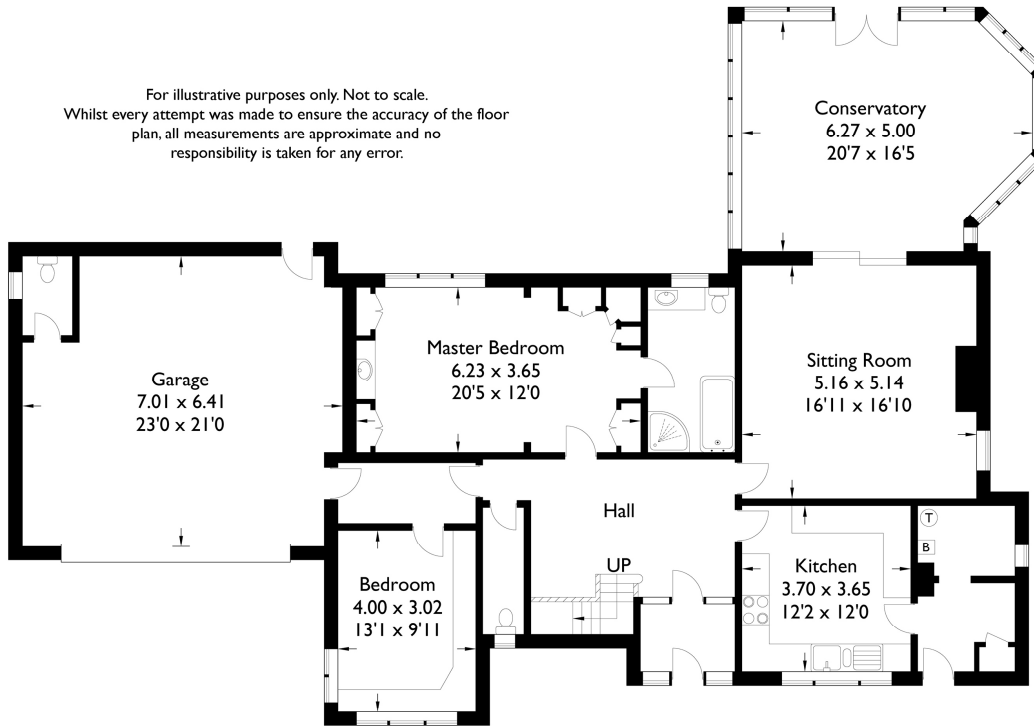 For illustrative purposes only. Not to scale.
Whilst every attempt was made to ensure the accuracy of the floor
plan, all measurements are approximate and no
responsibility is taken for any error.
Conservatory
6.27 x 5.00
20'7 x 16'5
Garage
7.01 x 6.41
23'0 x 21'0
Master Bedroom
6.23 x 3.65
20'5 x 12'0
Sitting Room
5.16 x 5.14
16'11 x 16'10
Hall
UP
Bedroom
4.00 x 3.02
13'1 x 9'11
Kitchen
3.70 x 3.65
12'2 x 12'0
T
B